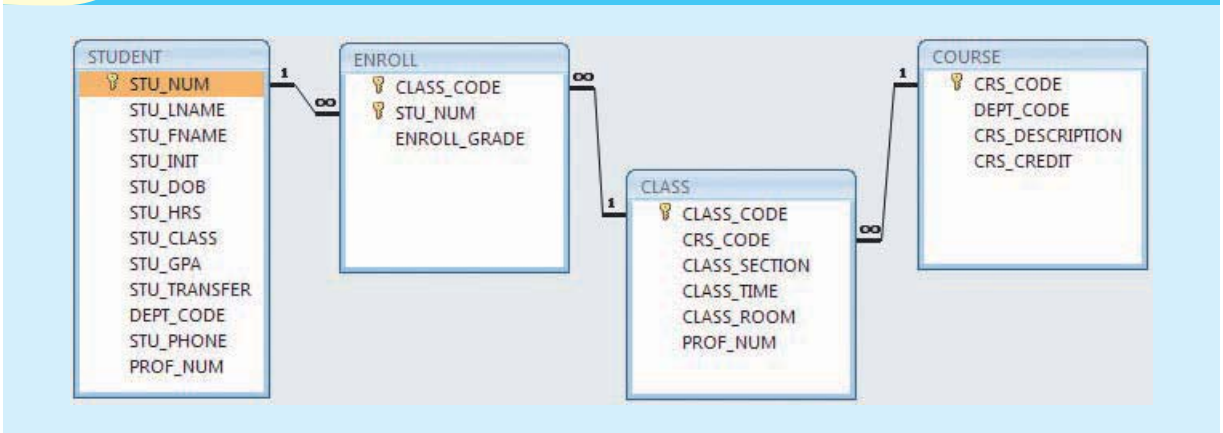 STUDENT
STU_NUM
STU_LNAME
STU_FNAME
STU_INIT
STU_DOB
STU_HRS
STU_CLASS
STU_GPA
STU_TRANSFER
DEPT_CODE
STU_PHONE
PROF_NUM
1
∞
ENROLL
CLASS_CODE
STU_NUM
ENROLL_GRADE
∞
1
CLASS
CLASS_CODE
CRS_CODE
CLASS_SECTION
CLASS_TIME
CLASS_ROOM
PROF_NUM
∞
1
COURSE
CRS_CODE
DEPT_CODE
CRS_DESCRIPTION
CRS_CREDIT